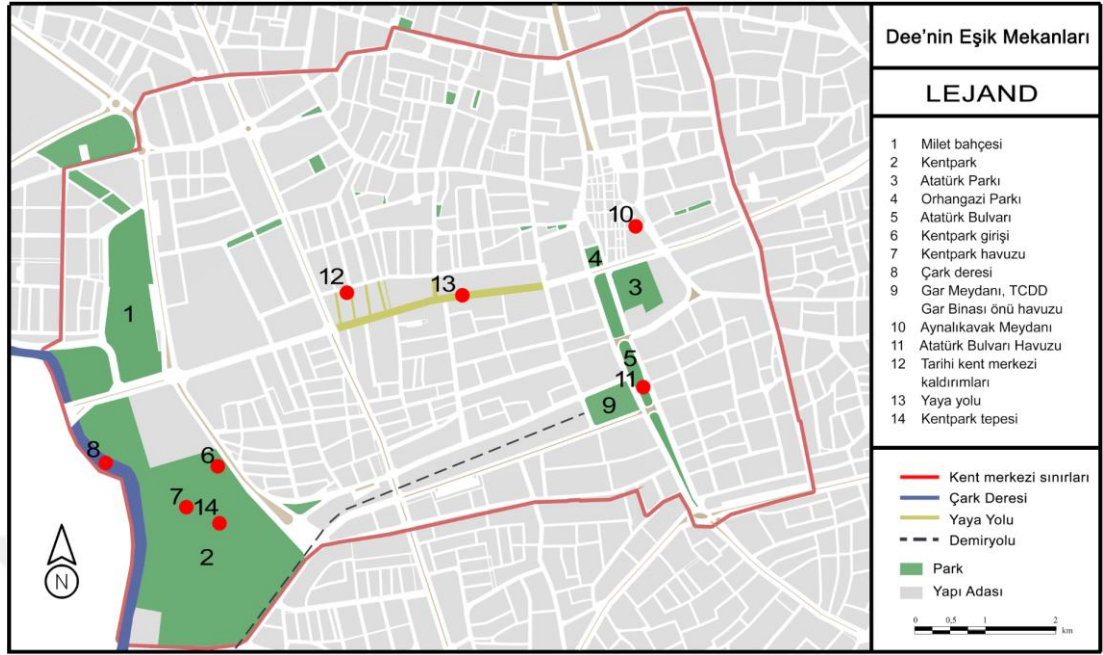 Dee'nin Eşik Mekanları
LEJAND
1 Milet bahçesi
2 Kentpark
3 Atatürk Parkı
4 Orhangazi Parkı
5 Atatürk Bulvarı
6 Kentpark girişi
7 Kentpark havuzu
8 Çark deresi
9 Gar Meydanı, TCDD
Gar Binası önü havuzu
10 Aynalıkavak Meydanı
11 Atatürk Bulvarı Havuzu
12 Tarihi kent merkezi
kaldırımları
13 Yaya yolu
14 Kentpark tepesi
Kent merkezi sınırları
Çark Deresi
Yaya Yolu
Demiryolu
Park
Yapı Adası
0 0,5 1 2
km
10
4
12
13
3
1
5
11
9
8
6
7
14
2
N